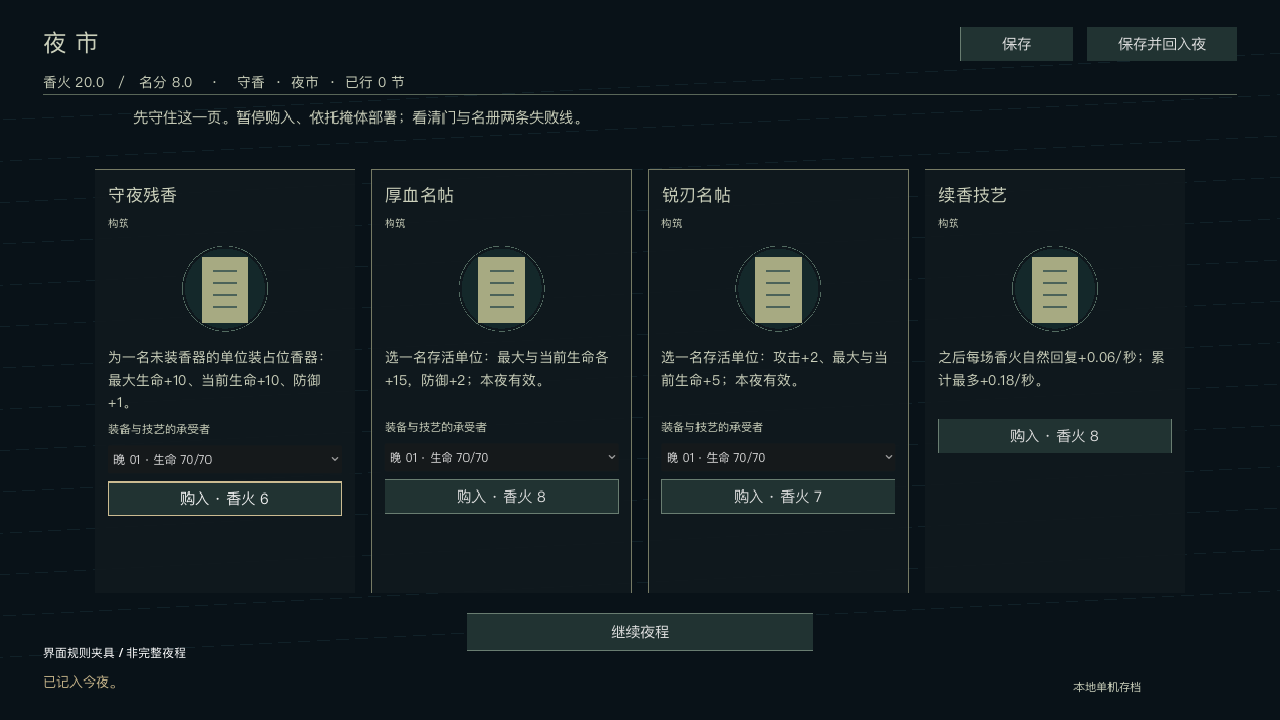 夜市
保存
保存并回入夜
香火 20.0 / 名分 8.0 · 守香 · 夜市 · 已行 0 节
先守住这一页。暂停购入、依托掩体部署；看清门与名册两条失败线。
守夜残香
构筑
为一名未装香器的单位装占位香器：
最大生命+10、当前生命+10、防御
+1。
装备与技艺的承受者
晚 01 · 生命 70/70
购入 · 香火 6
厚血名帖
构筑
选一名存活单位：最大与当前生命各
+15，防御+2；本夜有效。
装备与技艺的承受者
晚 01 · 生命 70/70
购入 · 香火 8
锐刃名帖
构筑
选一名存活单位：攻击+2、最大与当
前生命+5；本夜有效。
装备与技艺的承受者
晚 01 · 生命 70/70
购入 · 香火 7
续香技艺
构筑
之后每场香火自然回复+0.06/秒；累
计最多+0.18/秒。
购入 · 香火 8
继续夜程
界面规则夹具 / 非完整夜程
已记入今夜。
本地单机存档